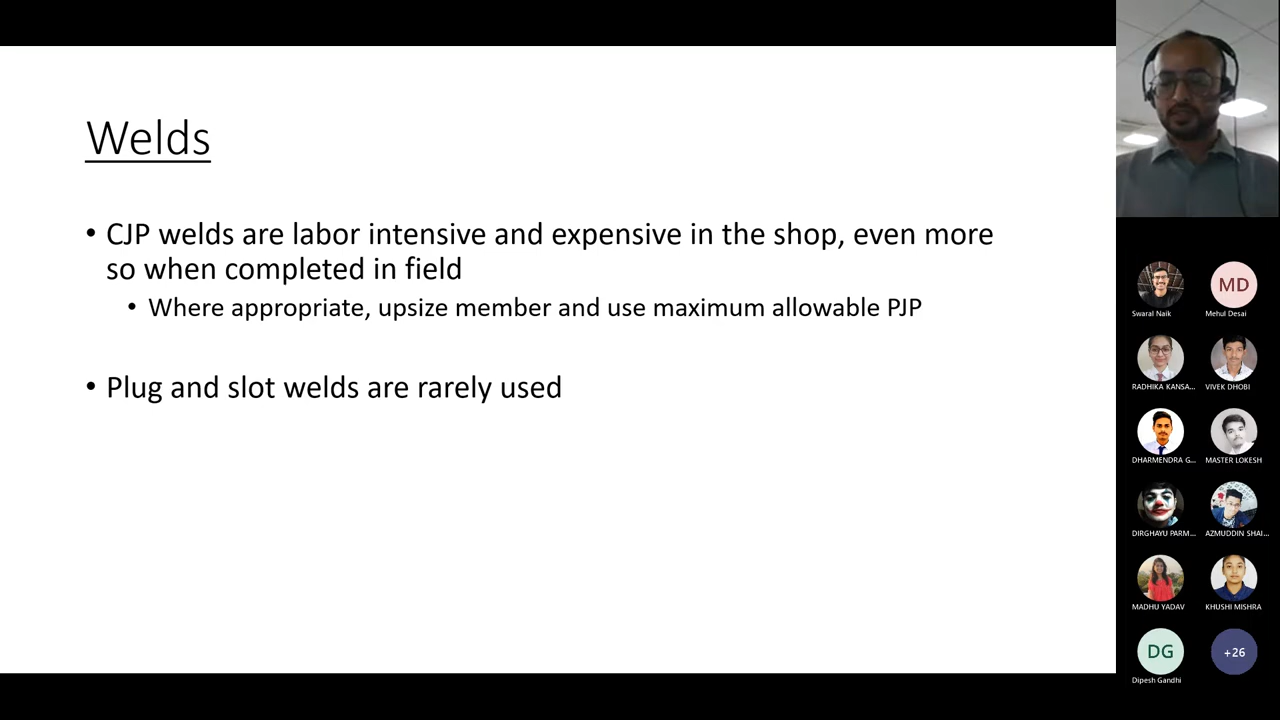 Welds
• CJP welds are labor intensive and expensive in the shop, even more
so when completed in field
• Where appropriate, upsize member and use maximum allowable PJP
• Plug and slot welds are rarely used
Swaral Naik
MD
Mehul Desai
RADHIKA KANSA...
VIVEK DHOBI
DHARMENDRA G...
MASTER LOKESH
DIRGHAYU PARM...
AZMUDDIN SHAI...
MADHU YADAV
KHUSHI MISHRA
DG
Dipesh Gandhi
+26